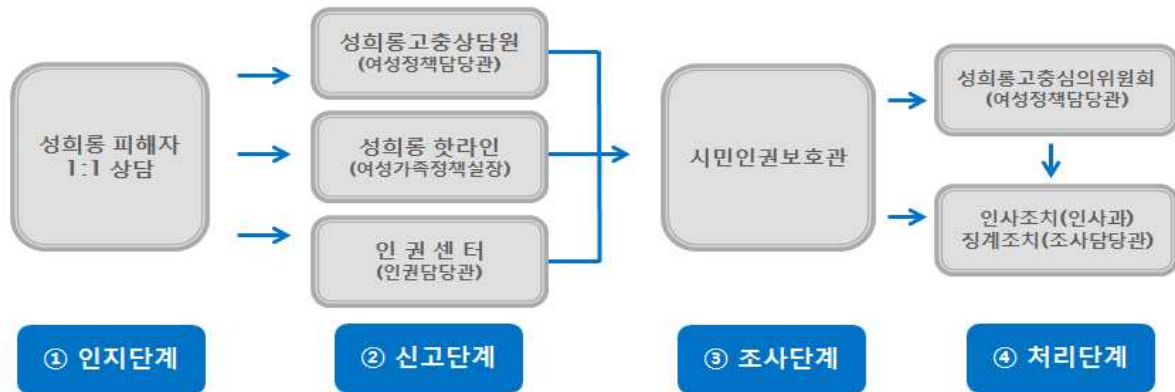 성희롱 피해자
1:1 상담
성희롱고충상담원
(여성정책담당관)
성희롱 핫라인
(여성가족정책실장)
인 권 센 터
(인권담당관)
시민인권보호관
성희롱고충심의위원회
(여성정책담당관)
인사조치(인사과)
징계조치(조사담당관)
① 인지단계
② 신고단계
③ 조사단계
④ 처리단계